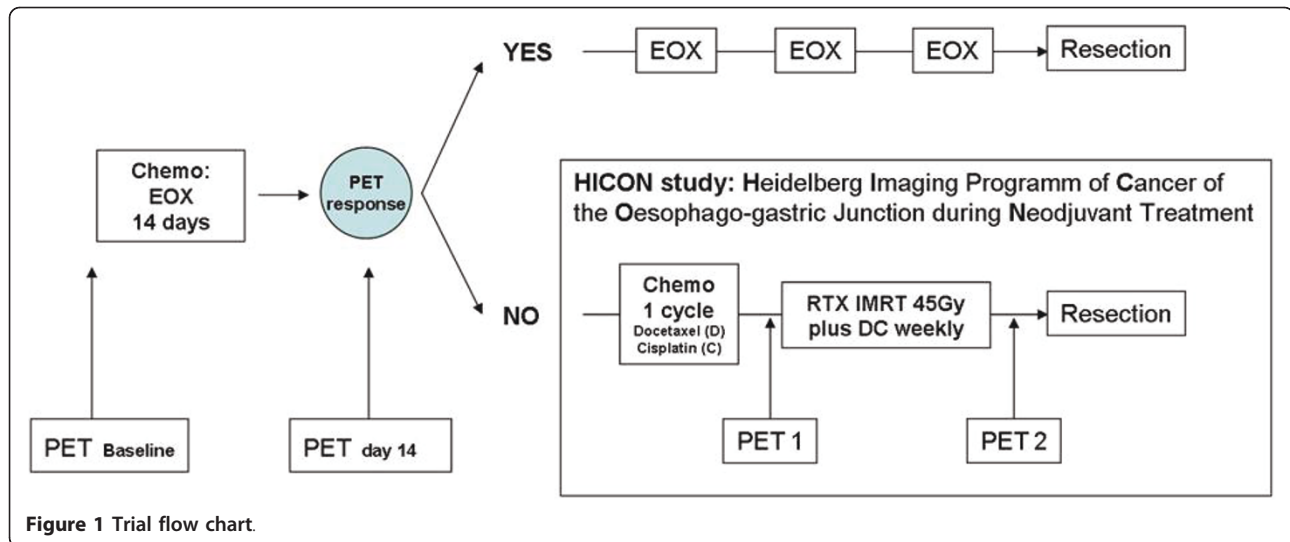 YES
EOX
EOX
EOX
Resection
Chemo:
EOX
14 days
PET
response
HICON study: Heidelberg Imaging Programm of Cancer of
the Oesophago-gastric Junction during Neodjuvant Treatment
NO
Chemo
1 cycle
Docetaxel (D)
Cisplatin (C)
RTX IMRT 45Gy
plus DC weekly
Resection
PET Baseline
PET day 14
PET 1
PET 2
Figure 1 Trial flow chart.